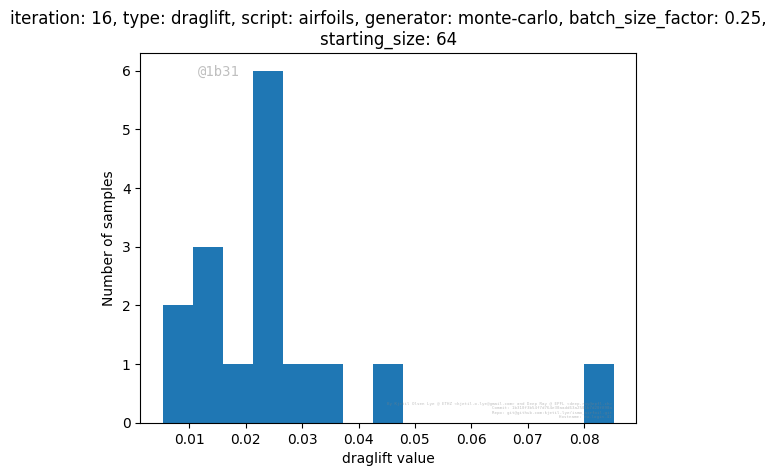 iteration: 16, type: draglift, script: airfoils, generator: monte-carlo, batch_size_factor: 0.25,
starting_size: 64
@1b31
Number of samples
6
5
4
3
2
1
0
0.01 0.02 0.03 0.04 0.05 0.06 0.07 0.08
draglift value